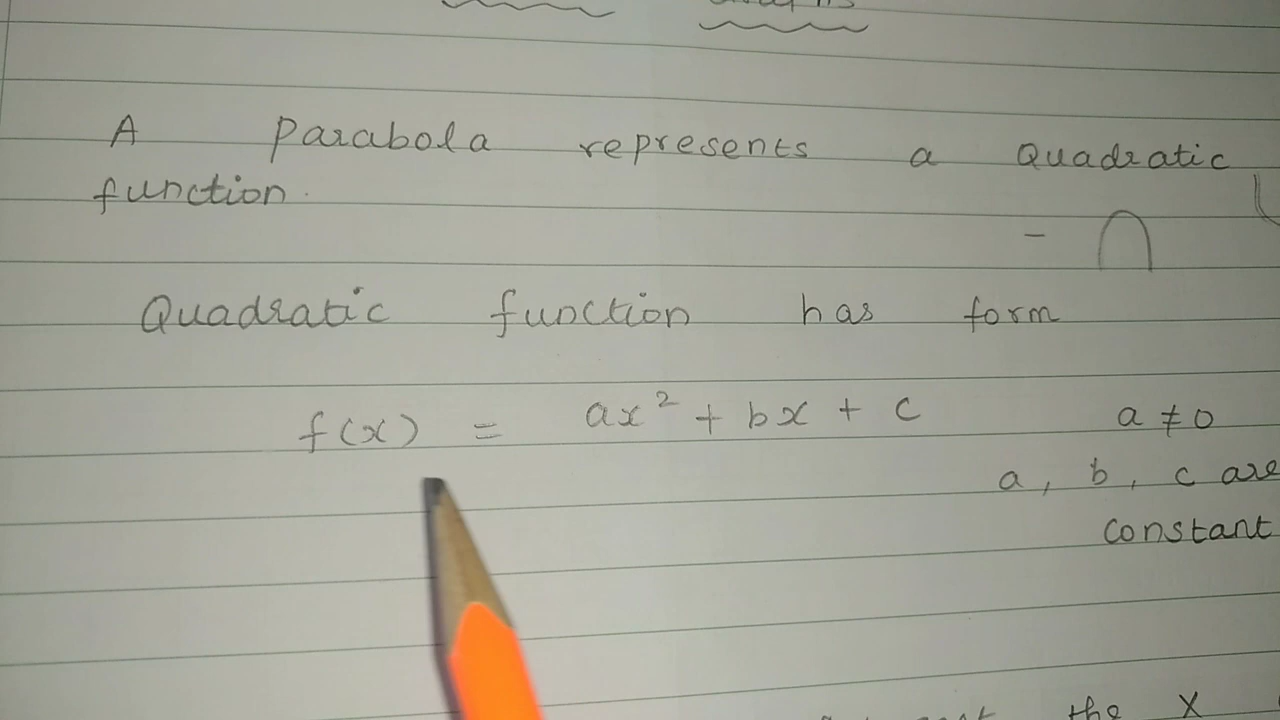 A Parabola represents a Quadratic
function.
-
Quadratic function has form
f(x) = ax² + bx + c a ≠ 0
a, b, c are
constant
the X